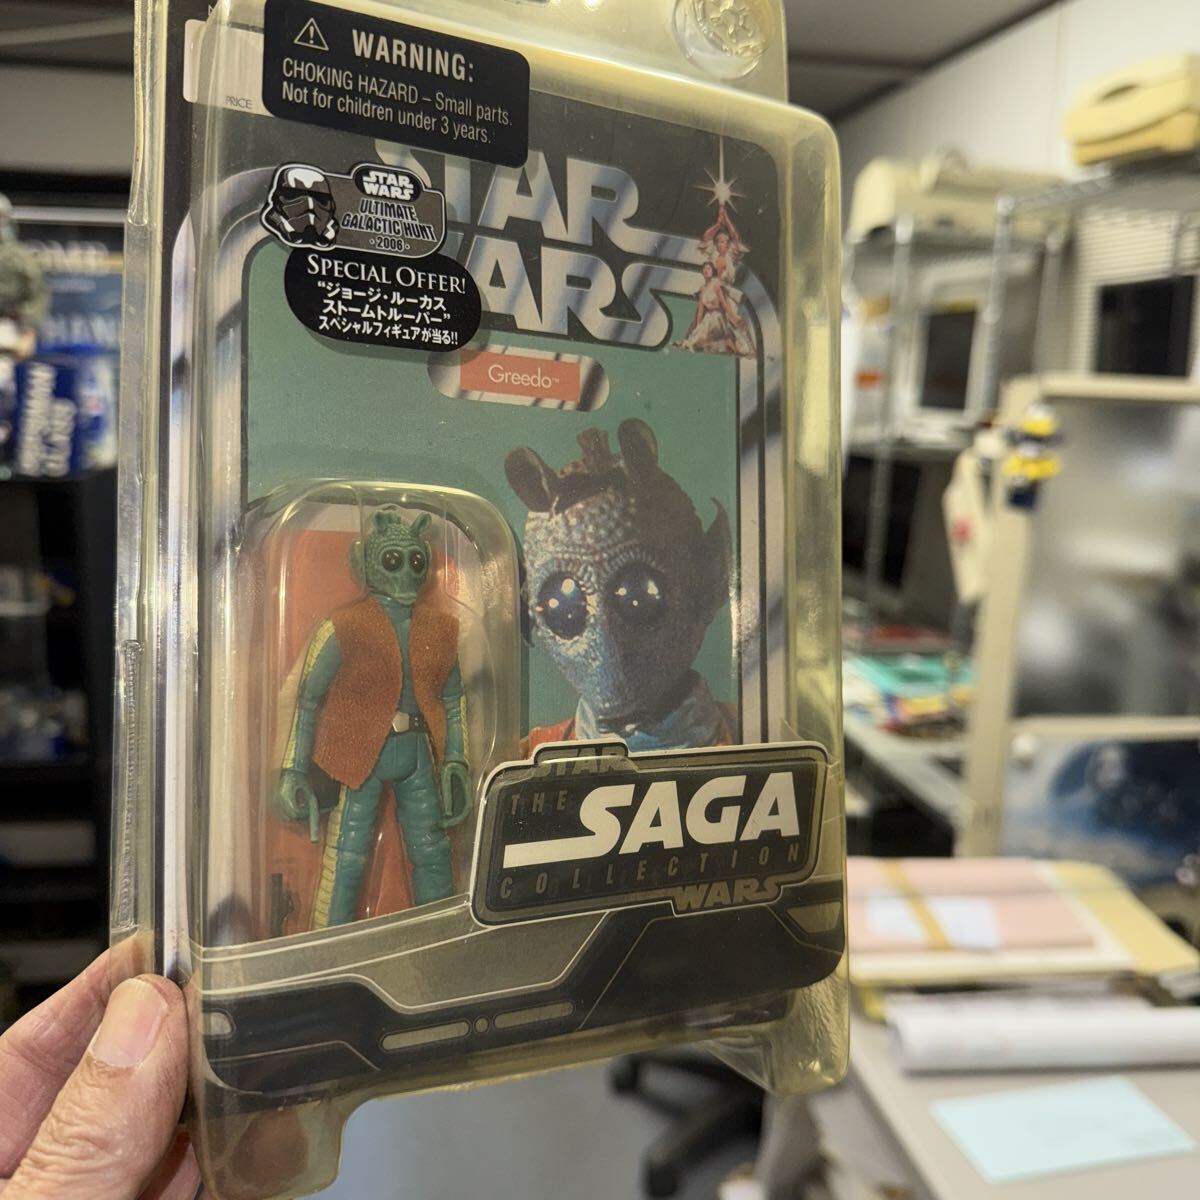 WARNING:
CHOKING HAZARD – Small parts.
Not for children under 3 years.
PRICE
STAR
WARS
STAR
WARS
ULTIMATE
GALACTIC HUNT
•2006•
SPECIAL OFFER!
“ジョージ・ルーカス
ストームトルーパー”
スペシャルフィギュアが当る!!
Greedo™
STAR
THE
SAGA
COLLECTION
WARS